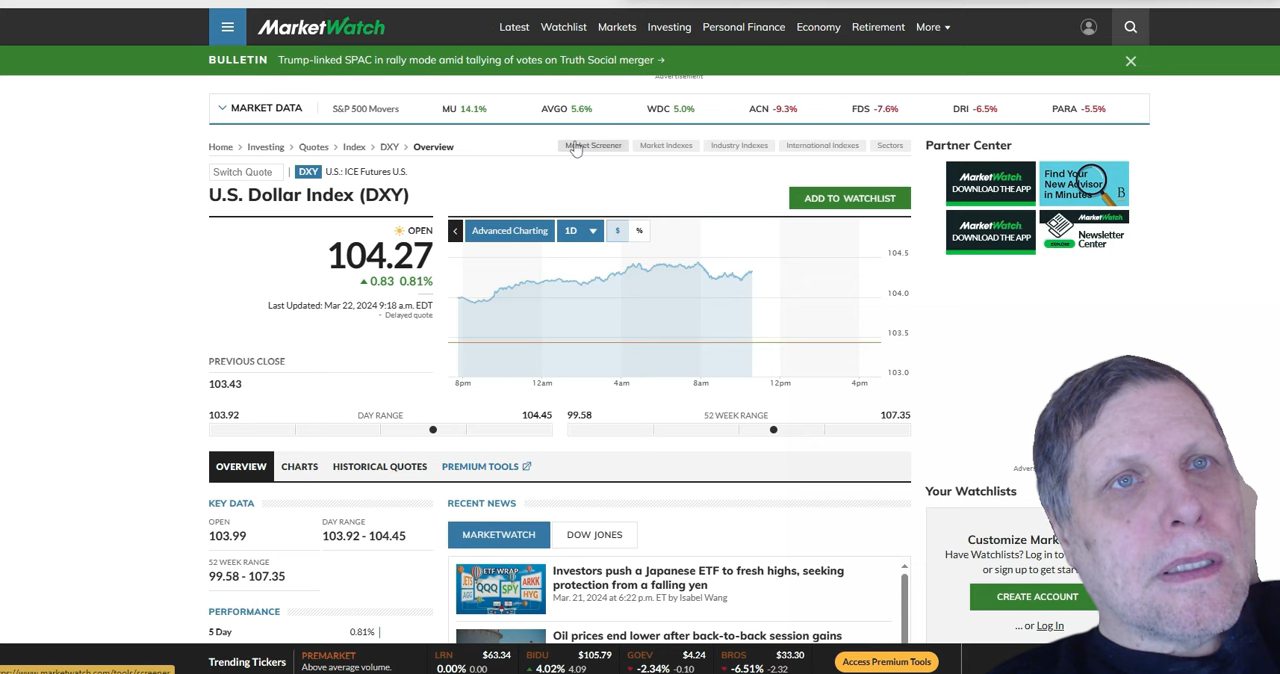 MarketWatch
Latest Watchlist Markets Investing Personal Finance Economy Retirement More
BULLETIN Trump-linked SPAC in rally mode amid tallying of votes on Truth Social merger →
Advertisement
MARKET DATA S&P 500 Movers MU 14.1% AVGO 5.6% WDC 5.0% ACN -9.3% FDS -7.6% DRI -6.5% PARA -5.5%
Home > Investing > Quotes > Index > DXY > Overview
Market Screener Market Indexes Industry Indexes International Indexes Sectors
Partner Center
Switch Quote | DXY U.S.: ICE Futures U.S.
U.S. Dollar Index (DXY)
ADD TO WATCHLIST
MarketWatch
DOWNLOAD THE APP
Find Your
New Advisor
in Minutes
B
MarketWatch
DOWNLOAD THE APP
MarketWatch
Newsletter
Center
EXPLORE
OPEN
104.27
0.83 0.81%
Last Updated: Mar 22, 2024 9:18 a.m. EDT
Delayed quote
PREVIOUS CLOSE
103.43
Advanced Charting 1D $ %
104.5
104.0
103.5
103.0
8pm 12am 4am 8am 12pm 4pm
103.92 DAY RANGE 104.45
99.58 52 WEEK RANGE 107.35
OVERVIEW CHARTS HISTORICAL QUOTES PREMIUM TOOLS
KEY DATA
OPEN
103.99
DAY RANGE
103.92 - 104.45
52 WEEK RANGE
99.58 - 107.35
PERFORMANCE
5 Day 0.81%
RECENT NEWS
MARKETWATCH DOW JONES
ETF WRAP
JETS QQQ SPY ARKK HYG
Investors push a Japanese ETF to fresh highs, seeking
protection from a falling yen
Mar. 21, 2024 at 6:22 p.m. ET by Isabel Wang
Oil prices end lower after back-to-back session gains
Your Watchlists
Customize
Have Watchlists? Log in to
or sign up to get
CREATE ACCOUNT
... or Log In
Trending Tickers
PREMARKET
Above average volume.
LRN $63.34
0.00% 0.00
BIDU $105.79
4.02% 4.09
GOEV $4.24
-2.34% -0.10
BROS $33.30
-6.51% -2.32
Access Premium Tools